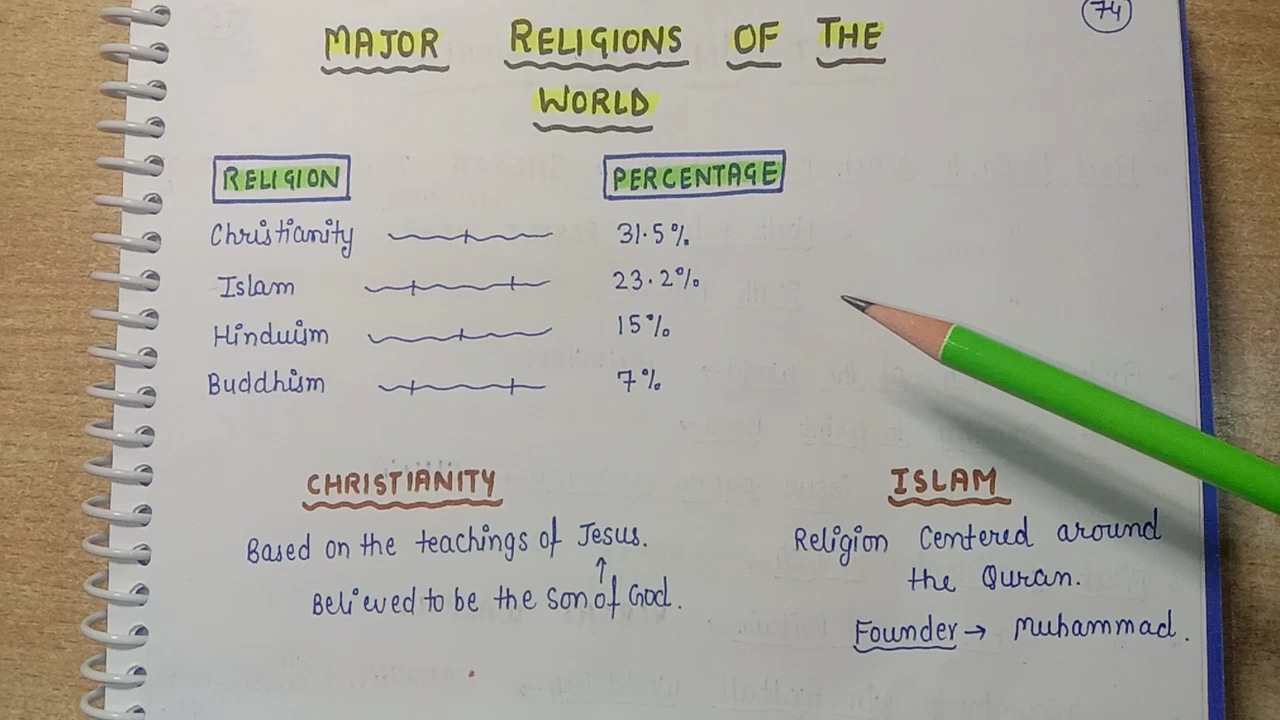 74
MAJOR RELIGIONS OF THE
WORLD
RELIGION PERCENTAGE
Christianity 31.5%
Islam 23.2%
Hinduism 15%
Buddhism 7%
CHRISTIANITY
Based on the teachings of Jesus.
↑
Believed to be the son of God.
ISLAM
Religion Centered around
the Quran.
Founder → Muhammad.